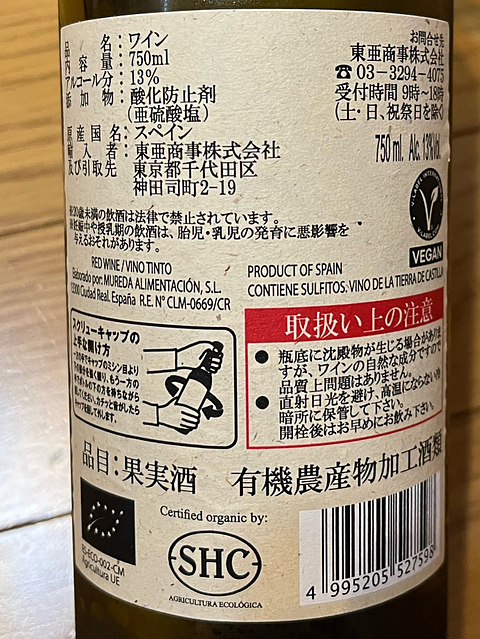 品名：ワイン
内容量：750ml
アルコール分：13%
添加物：酸化防止剤
（亜硫酸塩）
原産国名：スペイン
輸入者：東亜商事株式会社
及び引取先 東京都千代田区
神田司町2-19
お問合せ先
東亜商事株式会社
☎03-3294-4075
受付時間 9時～18時
(土・日、祝祭日を除く)
750 ml. Alc. 13%Vol.
V-LABEL
VEGAN
※20歳未満の飲酒は法律で禁止されています。
※妊娠中や授乳期の飲酒は、胎児・乳児の発育に悪影響を
与えるおそれがあります。
RED WINE / VINO TINTO
Elaborado por: MUREDA ALIMENTACIÓN, S.L.
13300 Ciudad Real. España R.E. Nº CLM-0669/CR
PRODUCT OF SPAIN
CONTIENE SULFITOS. VINO DE LA TIERRA DE CASTILLA
スクリューキャップの
上手な開け方
取扱い上の注意
●瓶底に沈殿物が生じる場合がありま
すが、ワインの自然な成分ですので
品質上問題はありません。
●直射日光を避け、高温にならない冷
暗所に保管して下さい。
開栓後はお早めにお飲み下さい。
品目：果実酒 有機農産物加工酒類
ES-ECO-002-CM
Agricultura UE
Certified organic by:
SHC
AGRICULTURA ECOLÓGICA
4 995205 527598